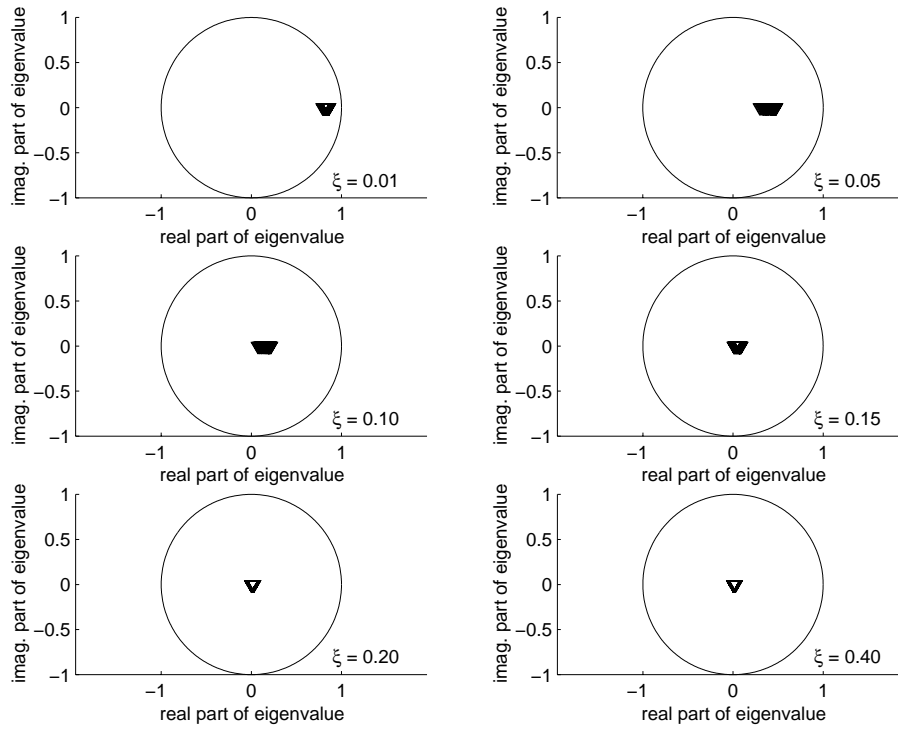 1
0.5
0
−0.5
−1
imag. part of eigenvalue
ξ = 0.01
−1 0 1
real part of eigenvalue
1
0.5
0
−0.5
−1
imag. part of eigenvalue
ξ = 0.05
−1 0 1
real part of eigenvalue
1
0.5
0
−0.5
−1
imag. part of eigenvalue
ξ = 0.10
−1 0 1
real part of eigenvalue
1
0.5
0
−0.5
−1
imag. part of eigenvalue
ξ = 0.15
−1 0 1
real part of eigenvalue
1
0.5
0
−0.5
−1
imag. part of eigenvalue
ξ = 0.20
−1 0 1
real part of eigenvalue
1
0.5
0
−0.5
−1
imag. part of eigenvalue
ξ = 0.40
−1 0 1
real part of eigenvalue